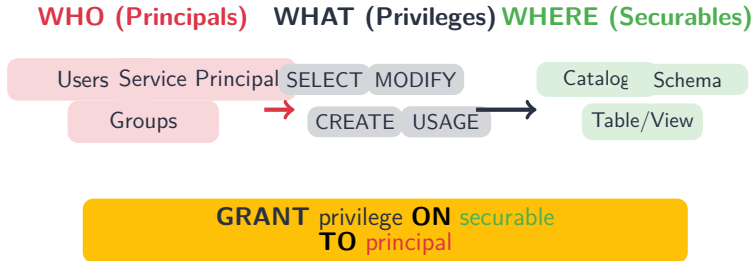 WHO (Principals) WHAT (Privileges) WHERE (Securables)
Users Service Principal SELECT MODIFY Catalog Schema
Groups CREATE USAGE Table/View
GRANT privilege ON securable
TO principal